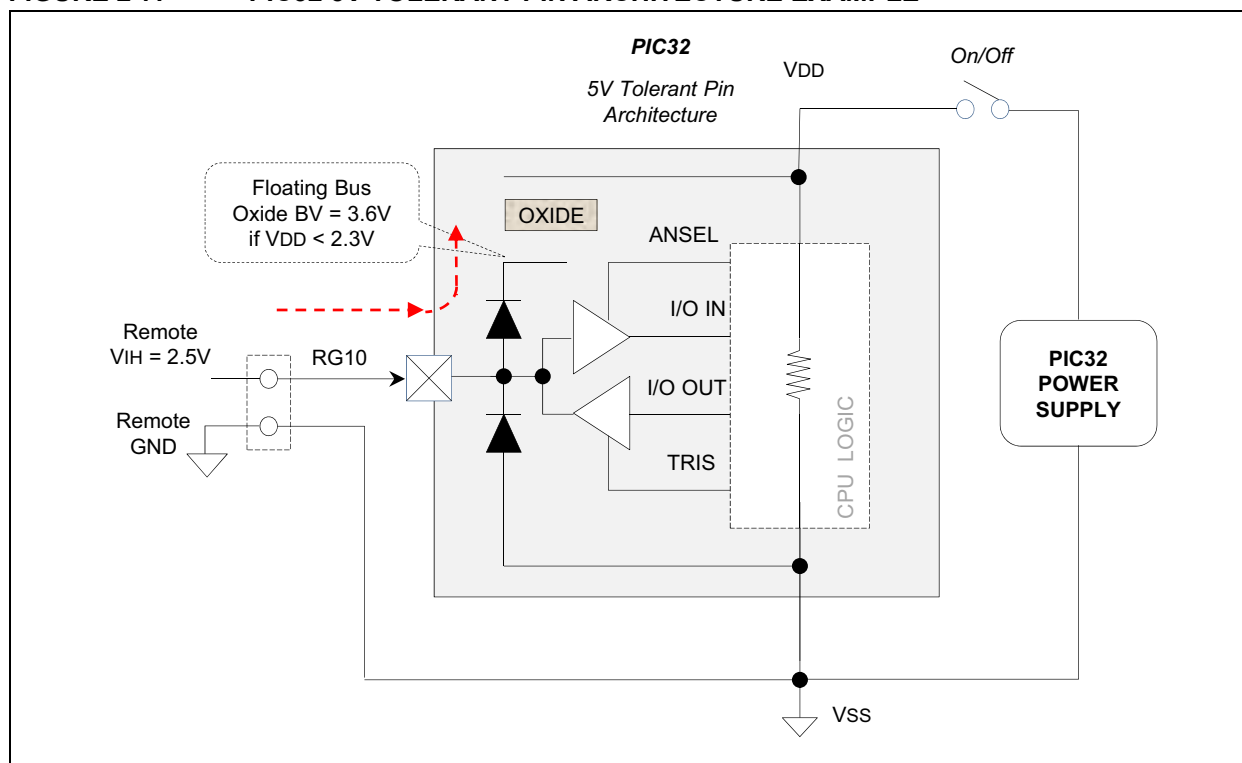 PIC32
5V Tolerant Pin
Architecture
VDD
On/Off
Floating Bus
Oxide BV = 3.6V
if VDD < 2.3V
OXIDE
ANSEL
I/O IN
Remote
VIH = 2.5V
RG10
I/O OUT
Remote
GND
TRIS
CPU LOGIC
PIC32
POWER
SUPPLY
VSS